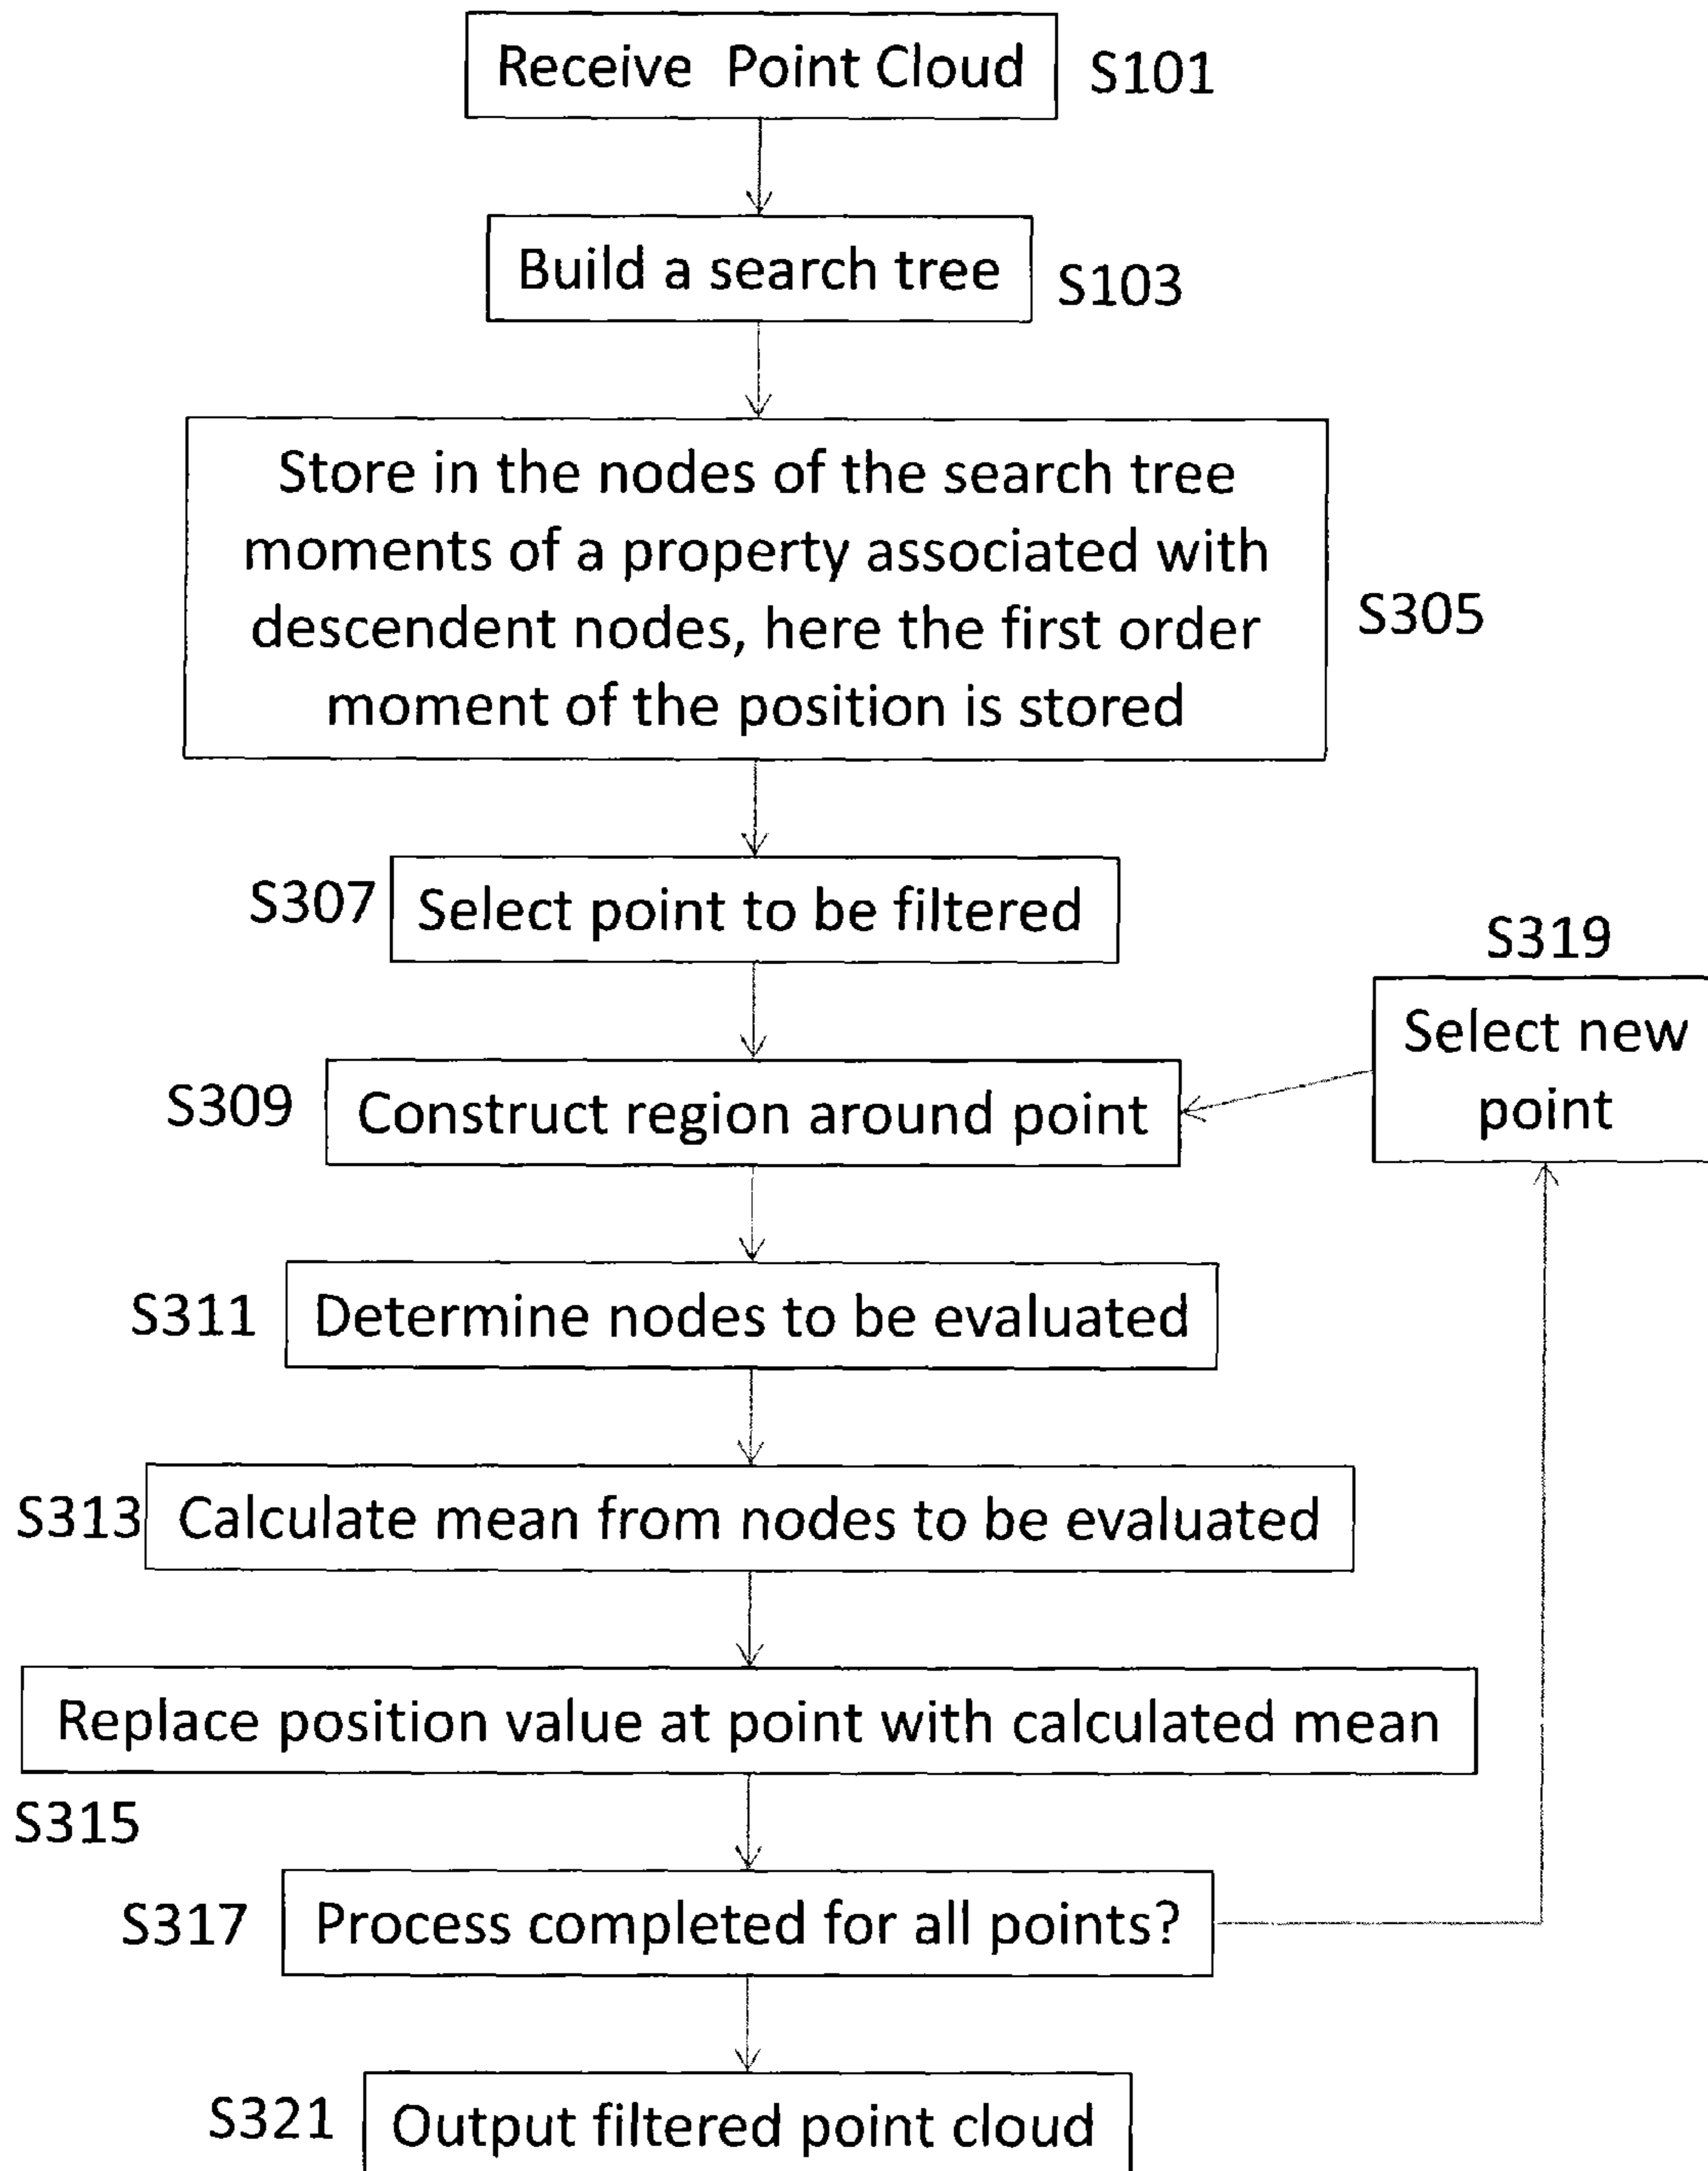 Receive Point Cloud
S101
Build a search tree
S103
Store in the nodes of the search tree
moments of a property associated with
descendent nodes, here the first order
moment of the position is stored
S305
S307
Select point to be filtered
S319
Select new
point
S309
Construct region around point
S311
Determine nodes to be evaluated
S313
Calculate mean from nodes to be evaluated
Replace position value at point with calculated mean
S315
S317
Process completed for all points?
S321
Output filtered point cloud